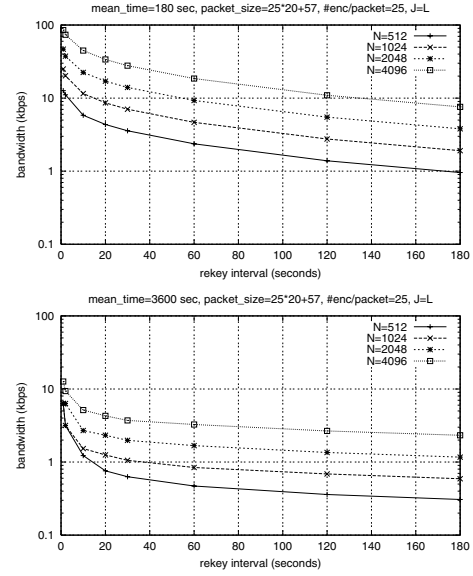 mean_time=180 sec, packet_size=25*20+57, #enc/packet=25, J=L
100
10
1
0.1
bandwidth (kbps)
N=512
N=1024
N=2048
N=4096
0 20 40 60 80 100 120 140 160 180
rekey interval (seconds)
mean_time=3600 sec, packet_size=25*20+57, #enc/packet=25, J=L
100
10
1
0.1
bandwidth (kbps)
N=512
N=1024
N=2048
N=4096
0 20 40 60 80 100 120 140 160 180
rekey interval (seconds)